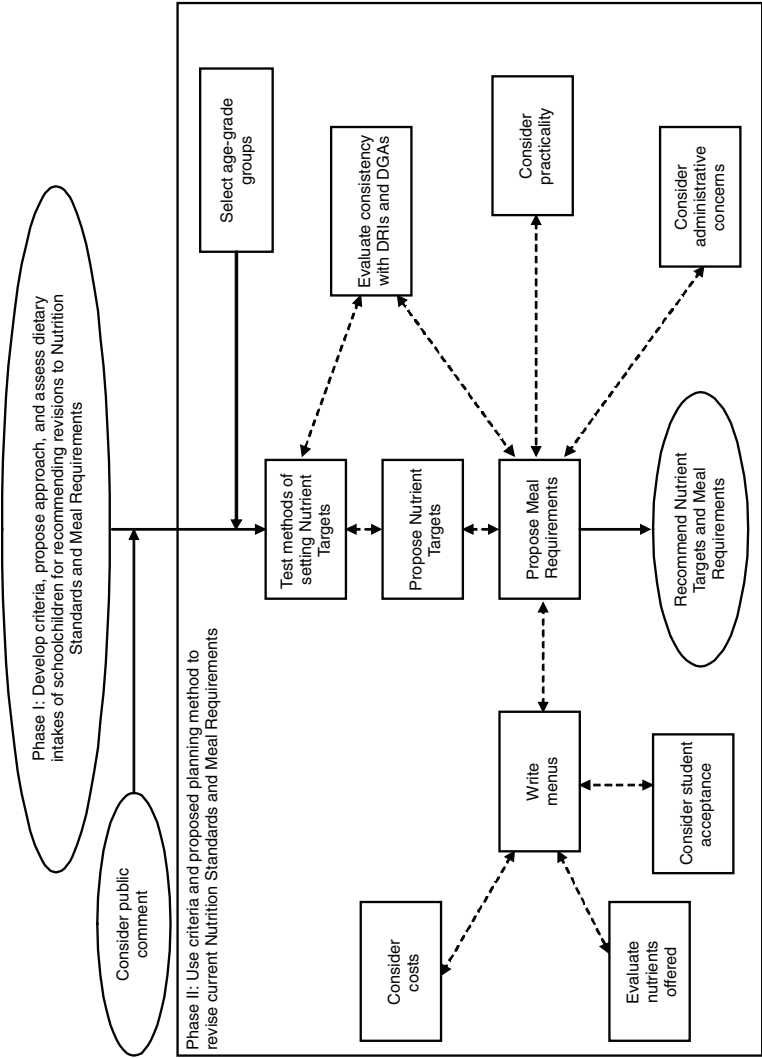 Phase I: Develop criteria, propose approach, and assess dietary
intakes of schoolchildren for recommending revisions to Nutrition
Standards and Meal Requirements
Consider public
comment
Phase II: Use criteria and proposed planning method to
revise current Nutrition Standards and Meal Requirements
Select age-grade
groups
Test methods of
setting Nutrient
Targets
Evaluate consistency
with DRIs and DGAs
Propose Nutrient
Targets
Consider
costs
Write
menus
Propose Meal
Requirements
Consider
practicality
Evaluate
nutrients
offered
Consider student
acceptance
Recommend Nutrient
Targets and Meal
Requirements
Consider
administrative
concerns